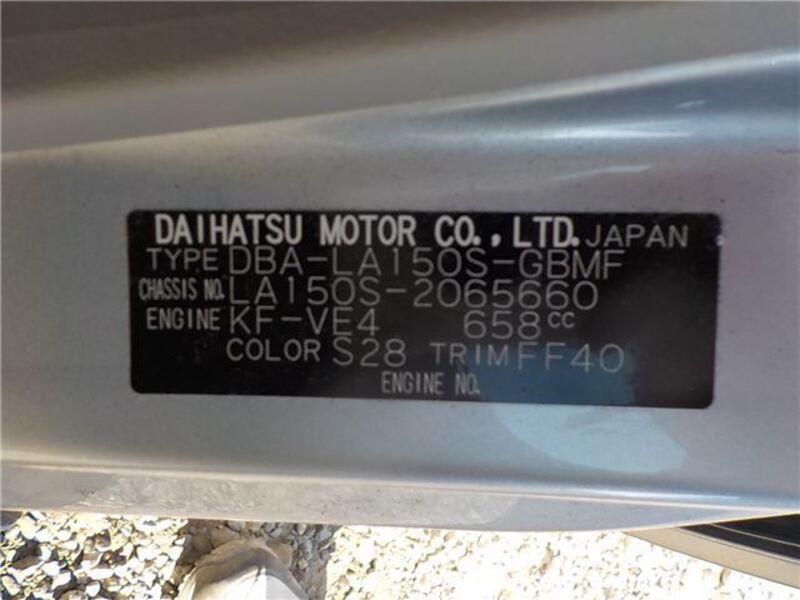 DAIHATSU MOTOR CO., LTD. JAPAN
TYPE DBA-LA150S-GBMF
CHASSIS NO. LA150S-2065660
ENGINE KF-VE4 658cc
COLOR S28 TRIM FF40
ENGINE NO.